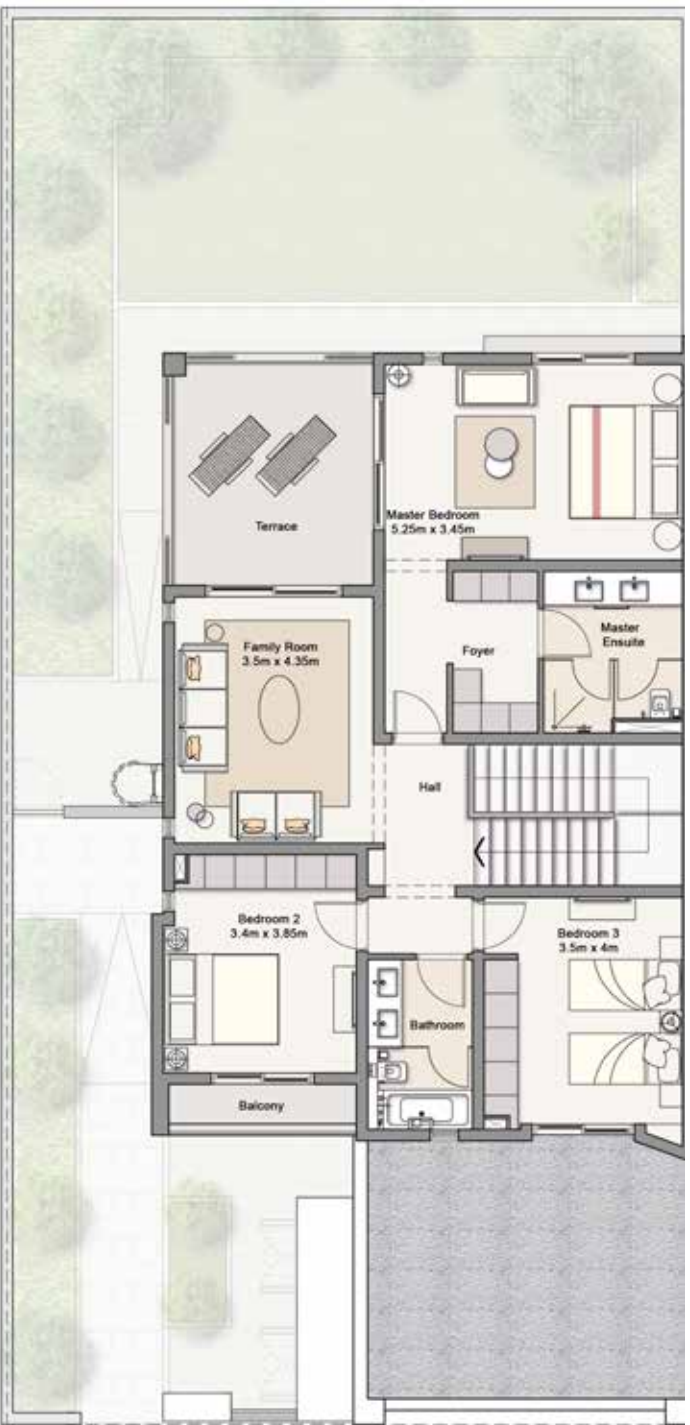 Terrace
Master Bedroom
5.25m x 3.45m
Family Room
3.5m x 4.35m
Foyer
Master
Ensuite
Hall
Bedroom 2
3.4m x 3.85m
Bedroom 3
3.5m x 4m
Bathroom
Balcony